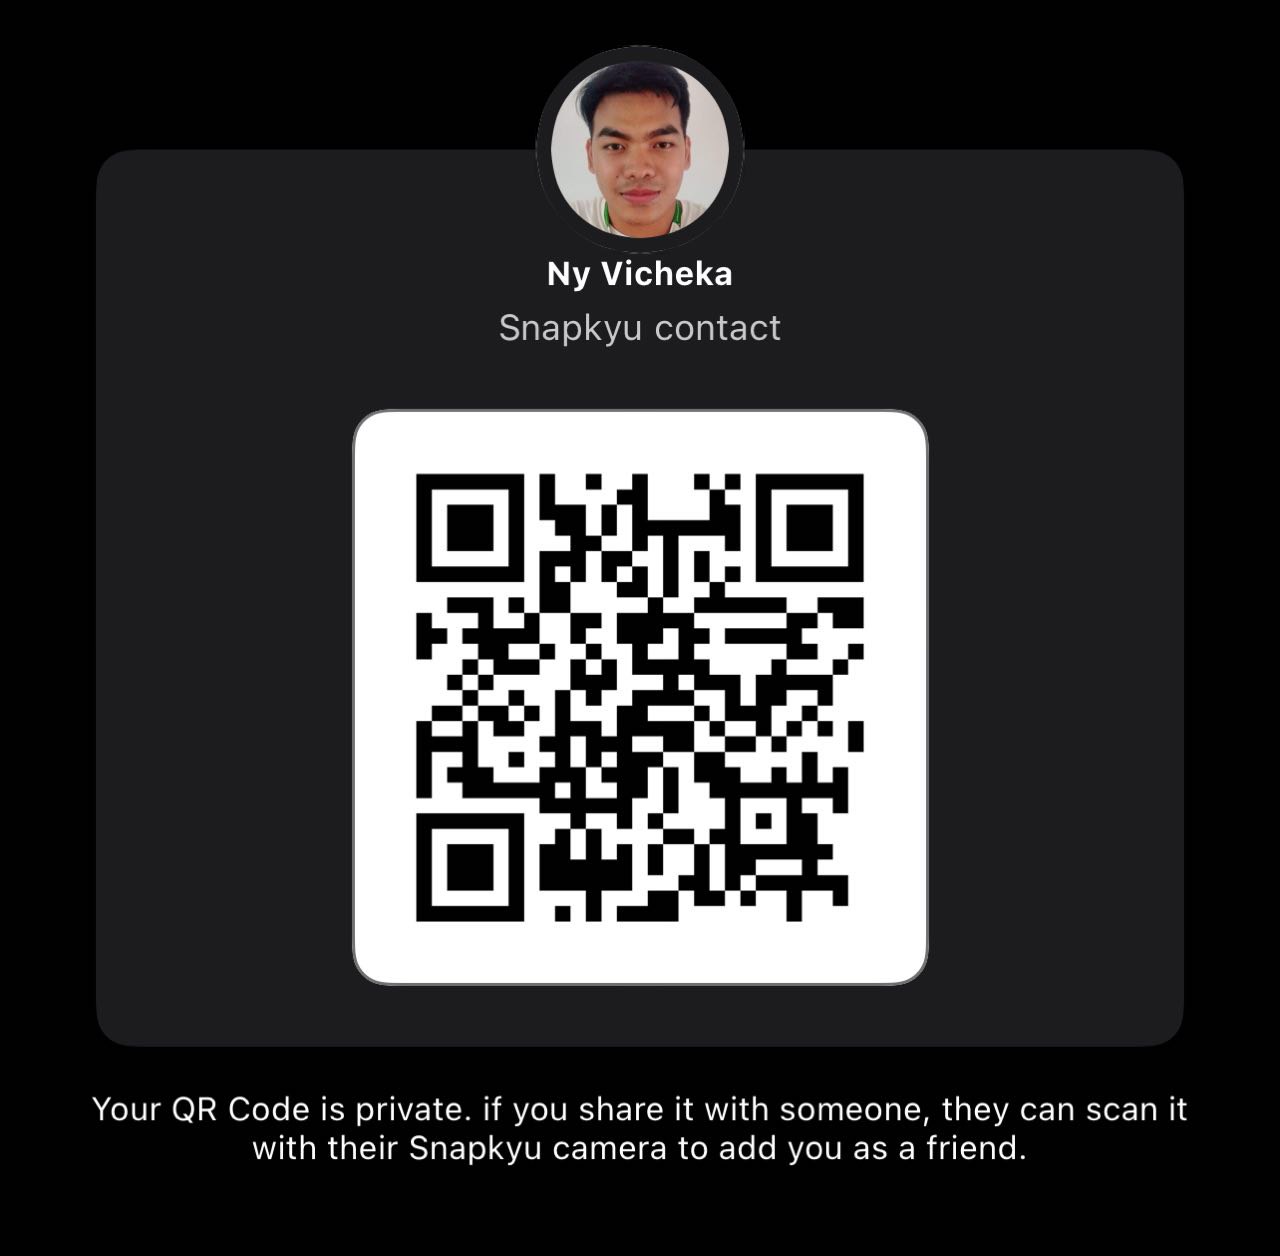 Ny Vicheka
Snapkyu contact
Your QR Code is private. if you share it with someone, they can scan it
with their Snapkyu camera to add you as a friend.